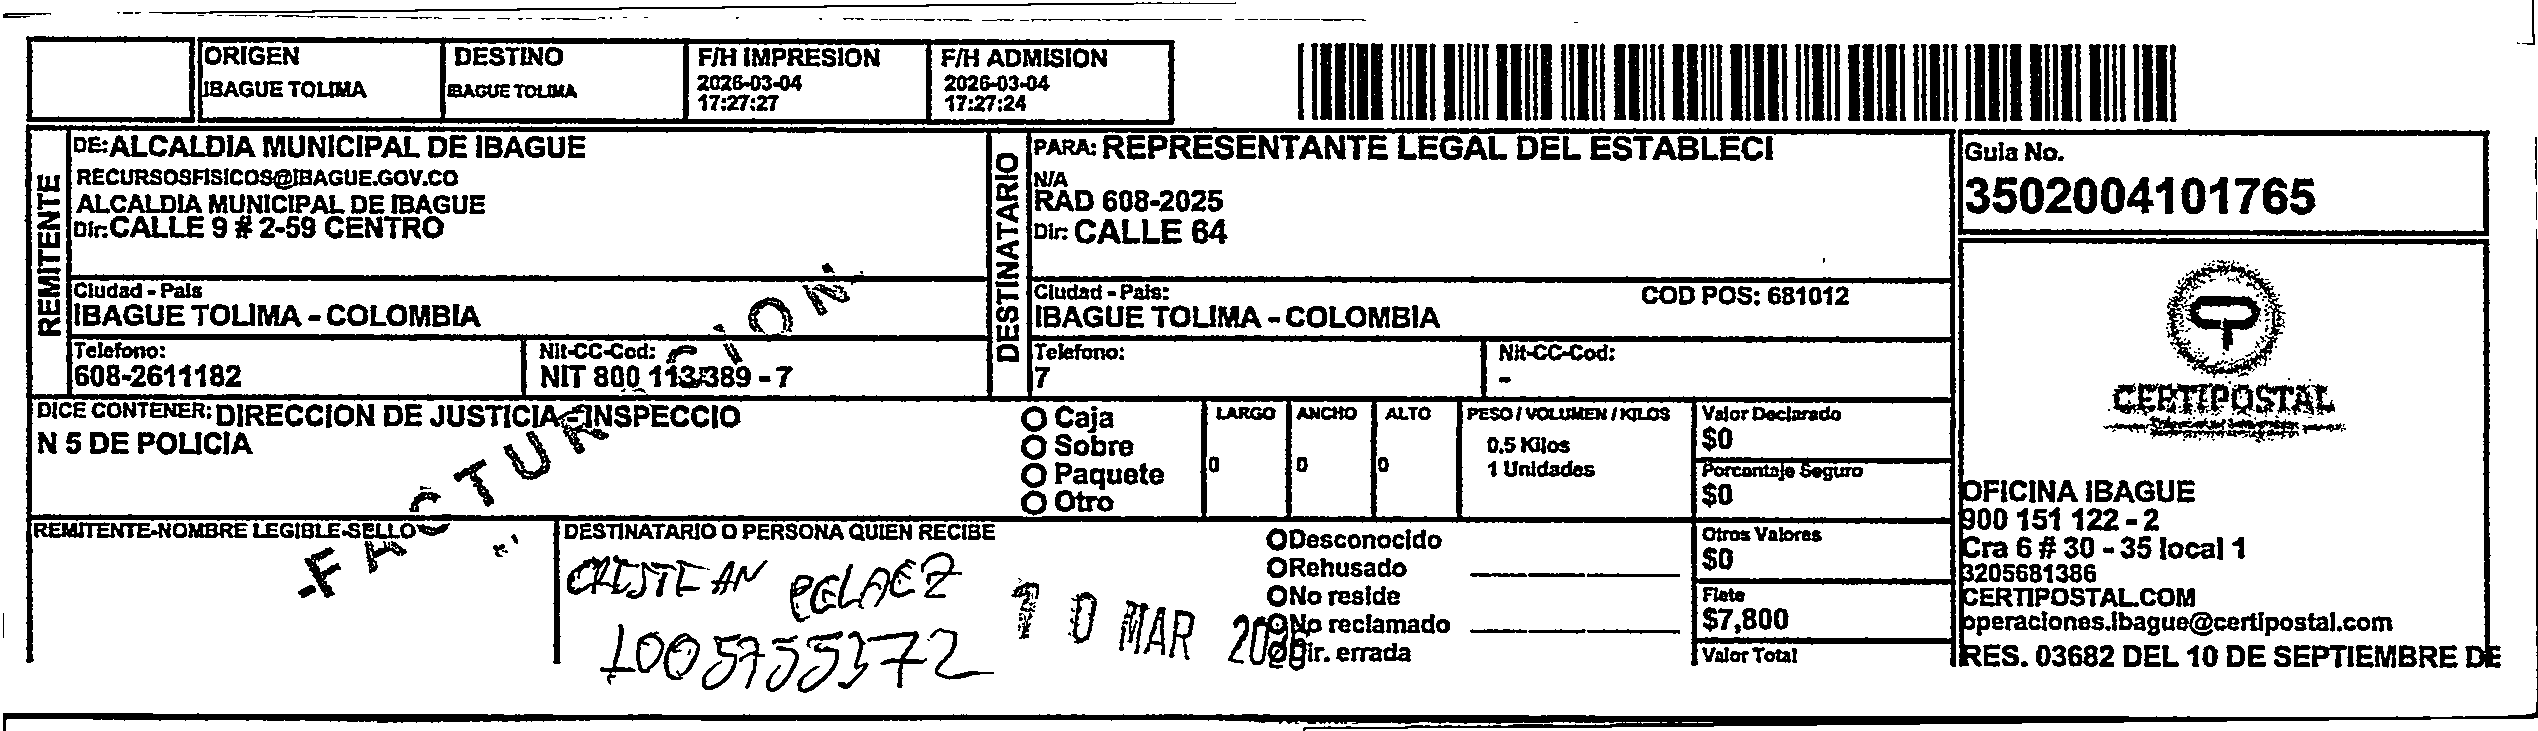 ORIGEN
IBAGUE TOLIMA
DESTINO
IBAGUE TOLIMA
F/H IMPRESION
2026-03-04
17:27:27
F/H ADMISION
2026-03-04
17:27:24
REMITENTE
DE: ALCALDIA MUNICIPAL DE IBAGUE
RECURSOSFISICOS@IBAGUE.GOV.CO
ALCALDIA MUNICIPAL DE IBAGUE
Dir: CALLE 9 # 2-59 CENTRO
Ciudad - Pais
IBAGUE TOLIMA - COLOMBIA
Telefono:
608-2611182
Nit-CC-Cod:
NIT 800 113389 - 7
DESTINATARIO
PARA: REPRESENTANTE LEGAL DEL ESTABLECI
N/A
RAD 608-2025
Dir: CALLE 64
Ciudad - Pais:
COD POS: 681012
IBAGUE TOLIMA - COLOMBIA
Telefono:
7
Nit-CC-Cod:
-
Guia No.
3502004101765
CERTIPOSTAL
OFICINA IBAGUE
900 151 122 - 2
Cra 6 # 30 - 35 local 1
3205681386
CERTIPOSTAL.COM
operaciones.ibague@certipostal.com
RES. 03682 DEL 10 DE SEPTIEMBRE DE
DICE CONTENER: DIRECCION DE JUSTICIA - INSPECCIO
N 5 DE POLICIA
Caja
Sobre
Paquete
Otro
LARGO
0
ANCHO
0
ALTO
0
PESO / VOLUMEN / KILOS
0.5 Kilos
1 Unidades
Valor Declarado
$0
Porcentaje Seguro
$0
Otros Valores
$0
Flete
$7,800
Valor Total
REMITENTE-NOMBRE LEGIBLE-SELLO
FACTURACION
DESTINATARIO O PERSONA QUIEN RECIBE
CRISTIAN PELAEZ
1005755372
10 MAR 2026
Desconocido
Rehusado
No reside
No reclamado
Dir. errada